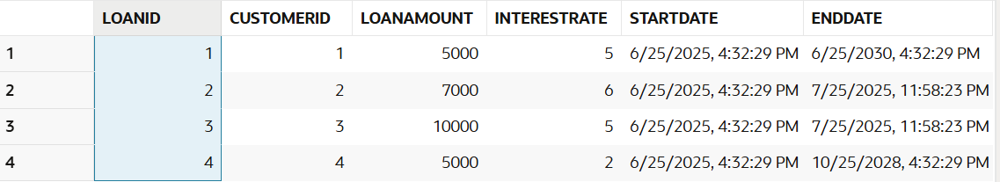 LOANID CUSTOMERID LOANAMOUNT INTERESTRATE STARTDATE ENDDATE
1 1 1 5000 5 6/25/2025, 4:32:29 PM 6/25/2030, 4:32:29 PM
2 2 2 7000 6 6/25/2025, 4:32:29 PM 7/25/2025, 11:58:23 PM
3 3 3 10000 5 6/25/2025, 4:32:29 PM 7/25/2025, 11:58:23 PM
4 4 4 5000 2 6/25/2025, 4:32:29 PM 10/25/2028, 4:32:29 PM